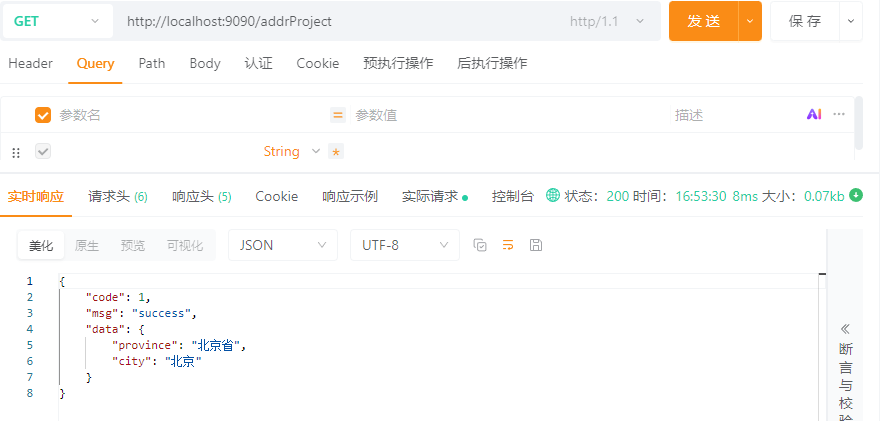 GET http://localhost:9090/addrProject http/1.1 发 送 保 存
Header Query Path Body 认证 Cookie 预执行操作 后执行操作
参数名 = 参数值 描述 AI ···
String *
实时响应 请求头 (6) 响应头 (5) Cookie 响应示例 实际请求 控制台 状态: 200 时间: 16:53:30 8ms 大小: 0.07kb
美化 原生 预览 可视化 JSON UTF-8
1 {
2 "code": 1,
3 "msg": "success",
4 "data": {
5 "province": "北京省",
6 "city": "北京"
7 }
8 }
断言与校验